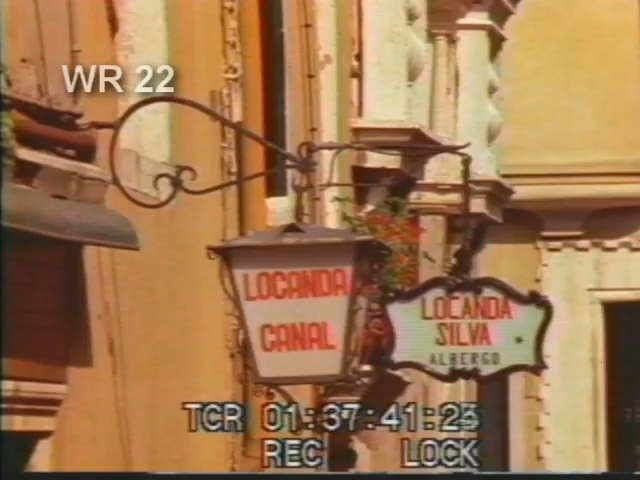 WR 22
LOCANDA
CANAL
LOCANDA
SILVA
ALBERGO
TCR 01:37:41:25
REC LOCK